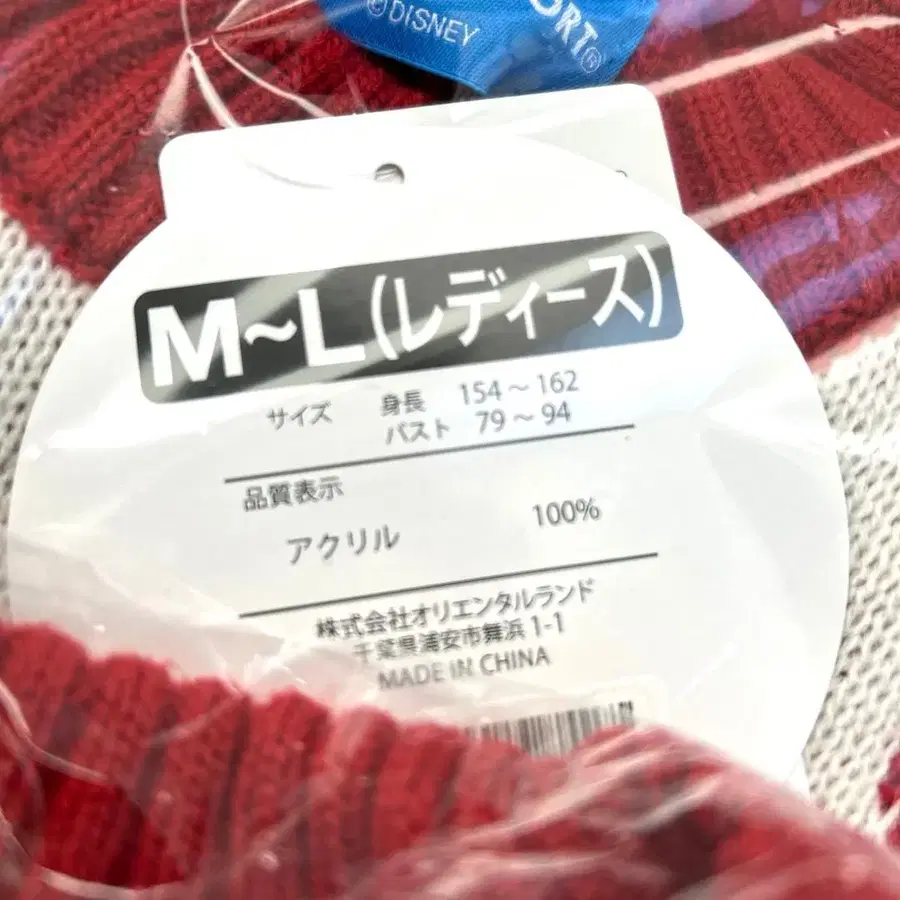 ©DISNEY
ORT®
M~L(レディース)
サイズ 身長 154～162
バスト 79～94
品質表示
アクリル 100%
株式会社オリエンタルランド
千葉県浦安市舞浜 1-1
MADE IN CHINA